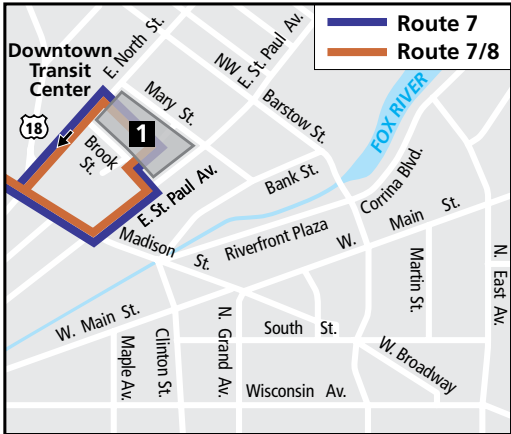 Route 7
Route 7/8
Downtown
Transit
Center
E. North St.
NW
E. St. Paul Av.
Mary St.
Barstow St.
FOX RIVER
18
1
Brook
St.
Bank St.
Corrina Blvd.
E. St. Paul Av.
Madison St.
Riverfront Plaza
W. Main St.
Martin St.
N. East Av.
W. Main St.
Maple Av.
Clinton St.
N. Grand Av.
South St.
W. Broadway
Wisconsin Av.